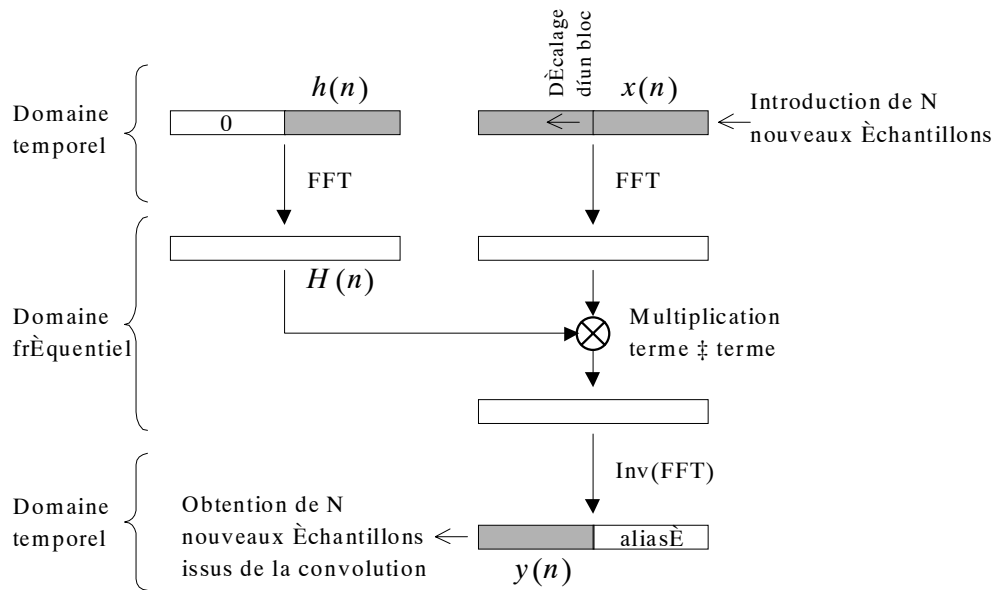 DÈcalage
díun bloc
h(n)
x(n)
Domaine
temporel
0
Introduction de N
nouveaux Èchantillons
FFT
FFT
H(n)
Domaine
frÈquentiel
Multiplication
terme ‡ terme
Inv(FFT)
Domaine
temporel
Obtention de N
nouveaux Èchantillons
issus de la convolution
aliasÈ
y(n)